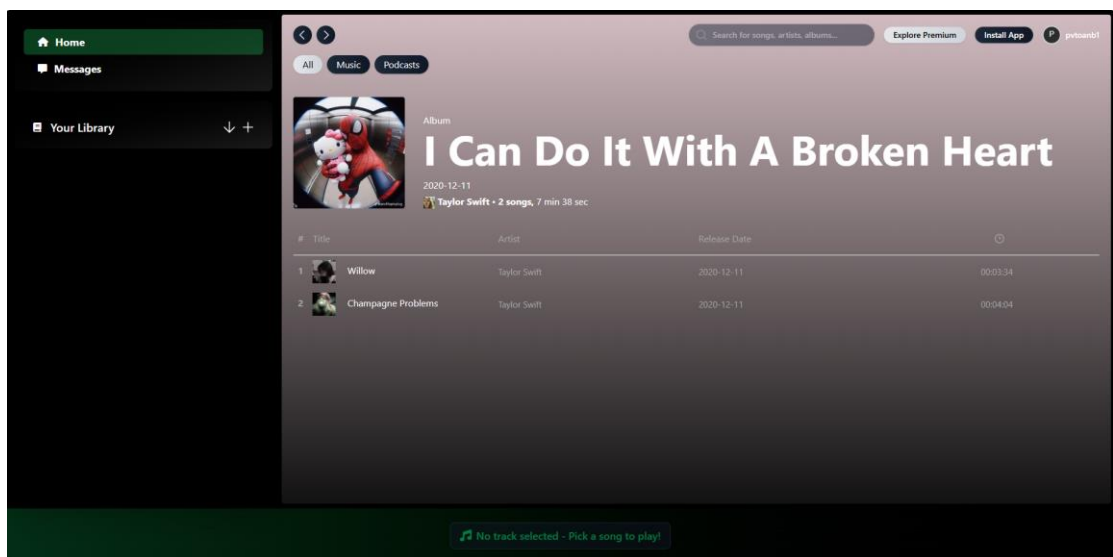 Home
Messages
Your Library
Search for songs, artists, albums...
Explore Premium
Install App
P
pvtoanb1
All
Music
Podcasts
Album
I Can Do It With A Broken Heart
2020-12-11
Taylor Swift • 2 songs, 7 min 38 sec
# Title Artist Release Date
1 Willow Taylor Swift 2020-12-11 00:03:34
2 Champagne Problems Taylor Swift 2020-12-11 00:04:04
No track selected - Pick a song to play!